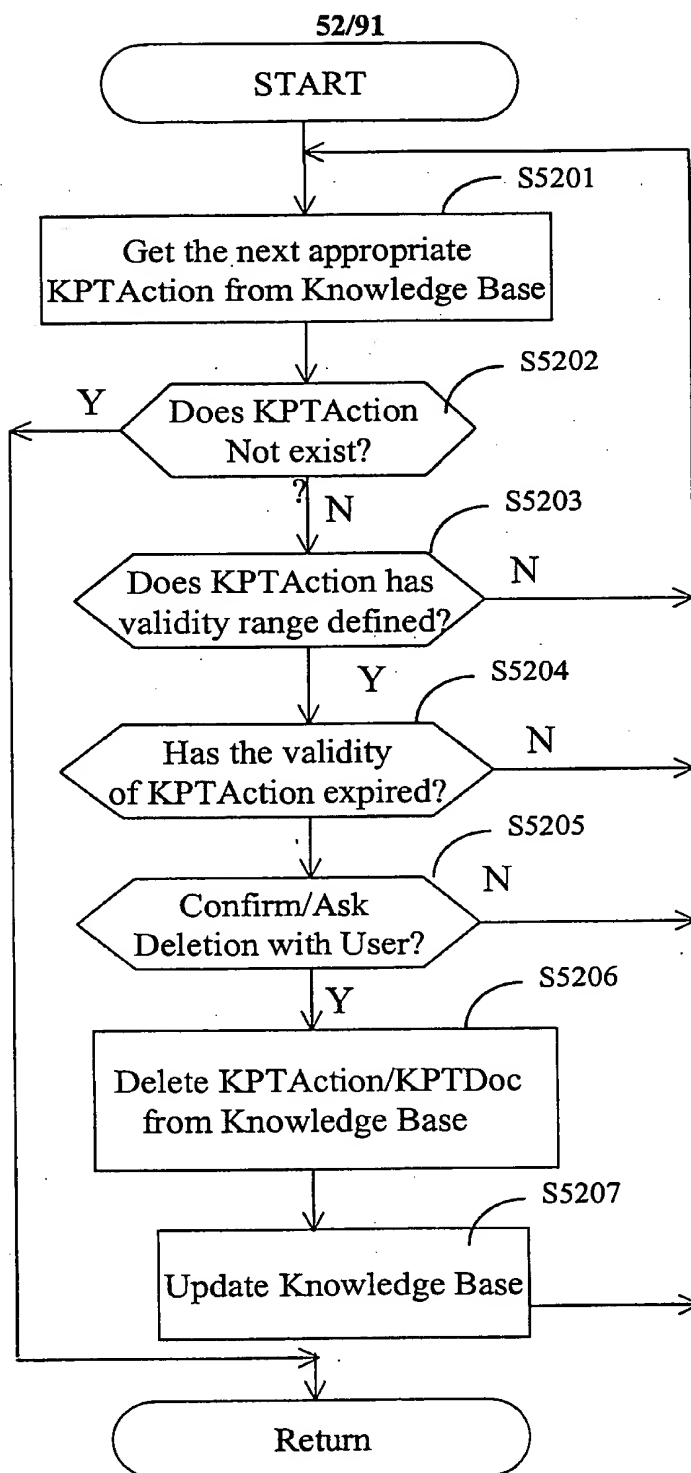 52/91
START
S5201
Get the next appropriate
KPTAction from Knowledge Base
S5202
Y
Does KPTAction
Not exist?
?
N
S5203
Does KPTAction has
validity range defined?
N
Y
S5204
Has the validity
of KPTAction expired?
N
S5205
Confirm/Ask
Deletion with User?
N
Y
S5206
Delete KPTAction/KPTDoc
from Knowledge Base
S5207
Update Knowledge Base
Return